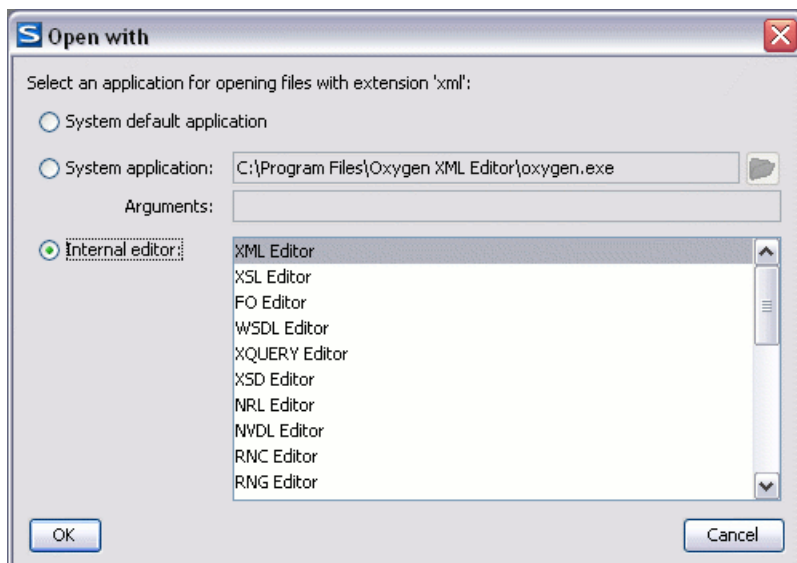 S Open with
Select an application for opening files with extension 'xml':
System default application
System application: C:\Program Files\Oxygen XML Editor\oxygen.exe
Arguments:
Internal editor: XML Editor
XSL Editor
FO Editor
WSDL Editor
XQUERY Editor
XSD Editor
NRL Editor
NVDL Editor
RNC Editor
RNG Editor
OK Cancel